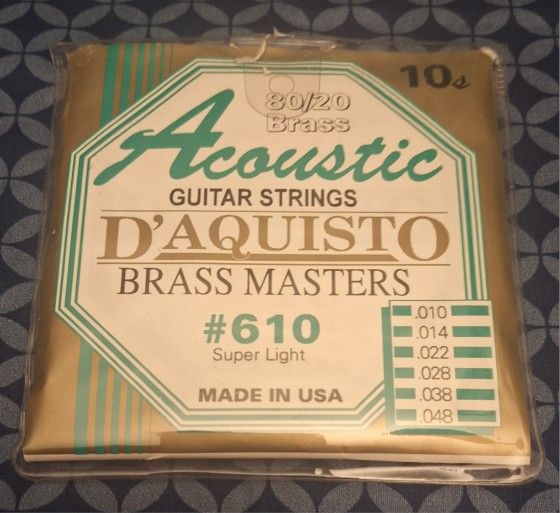 10s
80/20
Brass
Acoustic
GUITAR STRINGS
D'AQUISTO
BRASS MASTERS
#610
Super Light
MADE IN USA
.010
.014
.022
.028
.038
.048